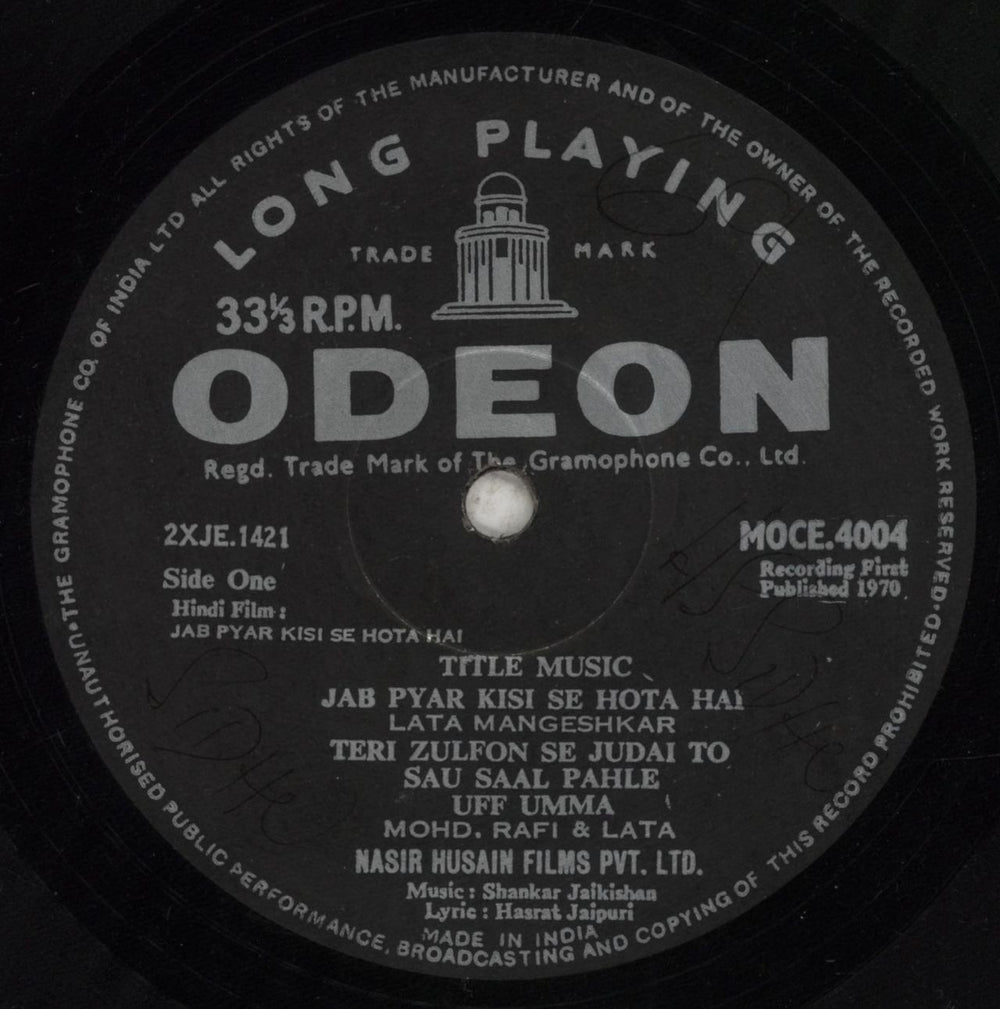 THE GRAMOPHONE CO. OF INDIA LTD ALL RIGHTS OF THE MANUFACTURER AND OF THE OWNER OF THE RECORDED WORK RESERVED•
UNAUTHORISED PUBLIC PERFORMANCE, BROADCASTING AND COPYING OF THIS RECORD PROHIBITED•
LONG PLAYING
TRADE MARK
33⅓ R.P.M.
ODEON
Regd. Trade Mark of The Gramophone Co., Ltd.
2XJE.1421
MOCE.4004
Side One
Recording First
Published 1970.
Hindi Film :
JAB PYAR KISI SE HOTA HAI
TITLE MUSIC
JAB PYAR KISI SE HOTA HAI
LATA MANGESHKAR
TERI ZULFON SE JUDAI TO
SAU SAAL PAHLE
UFF UMMA
MOHD. RAFI & LATA
NASIR HUSAIN FILMS PVT. LTD.
Music : Shankar Jaikishan
Lyric : Hasrat Jaipuri
MADE IN INDIA